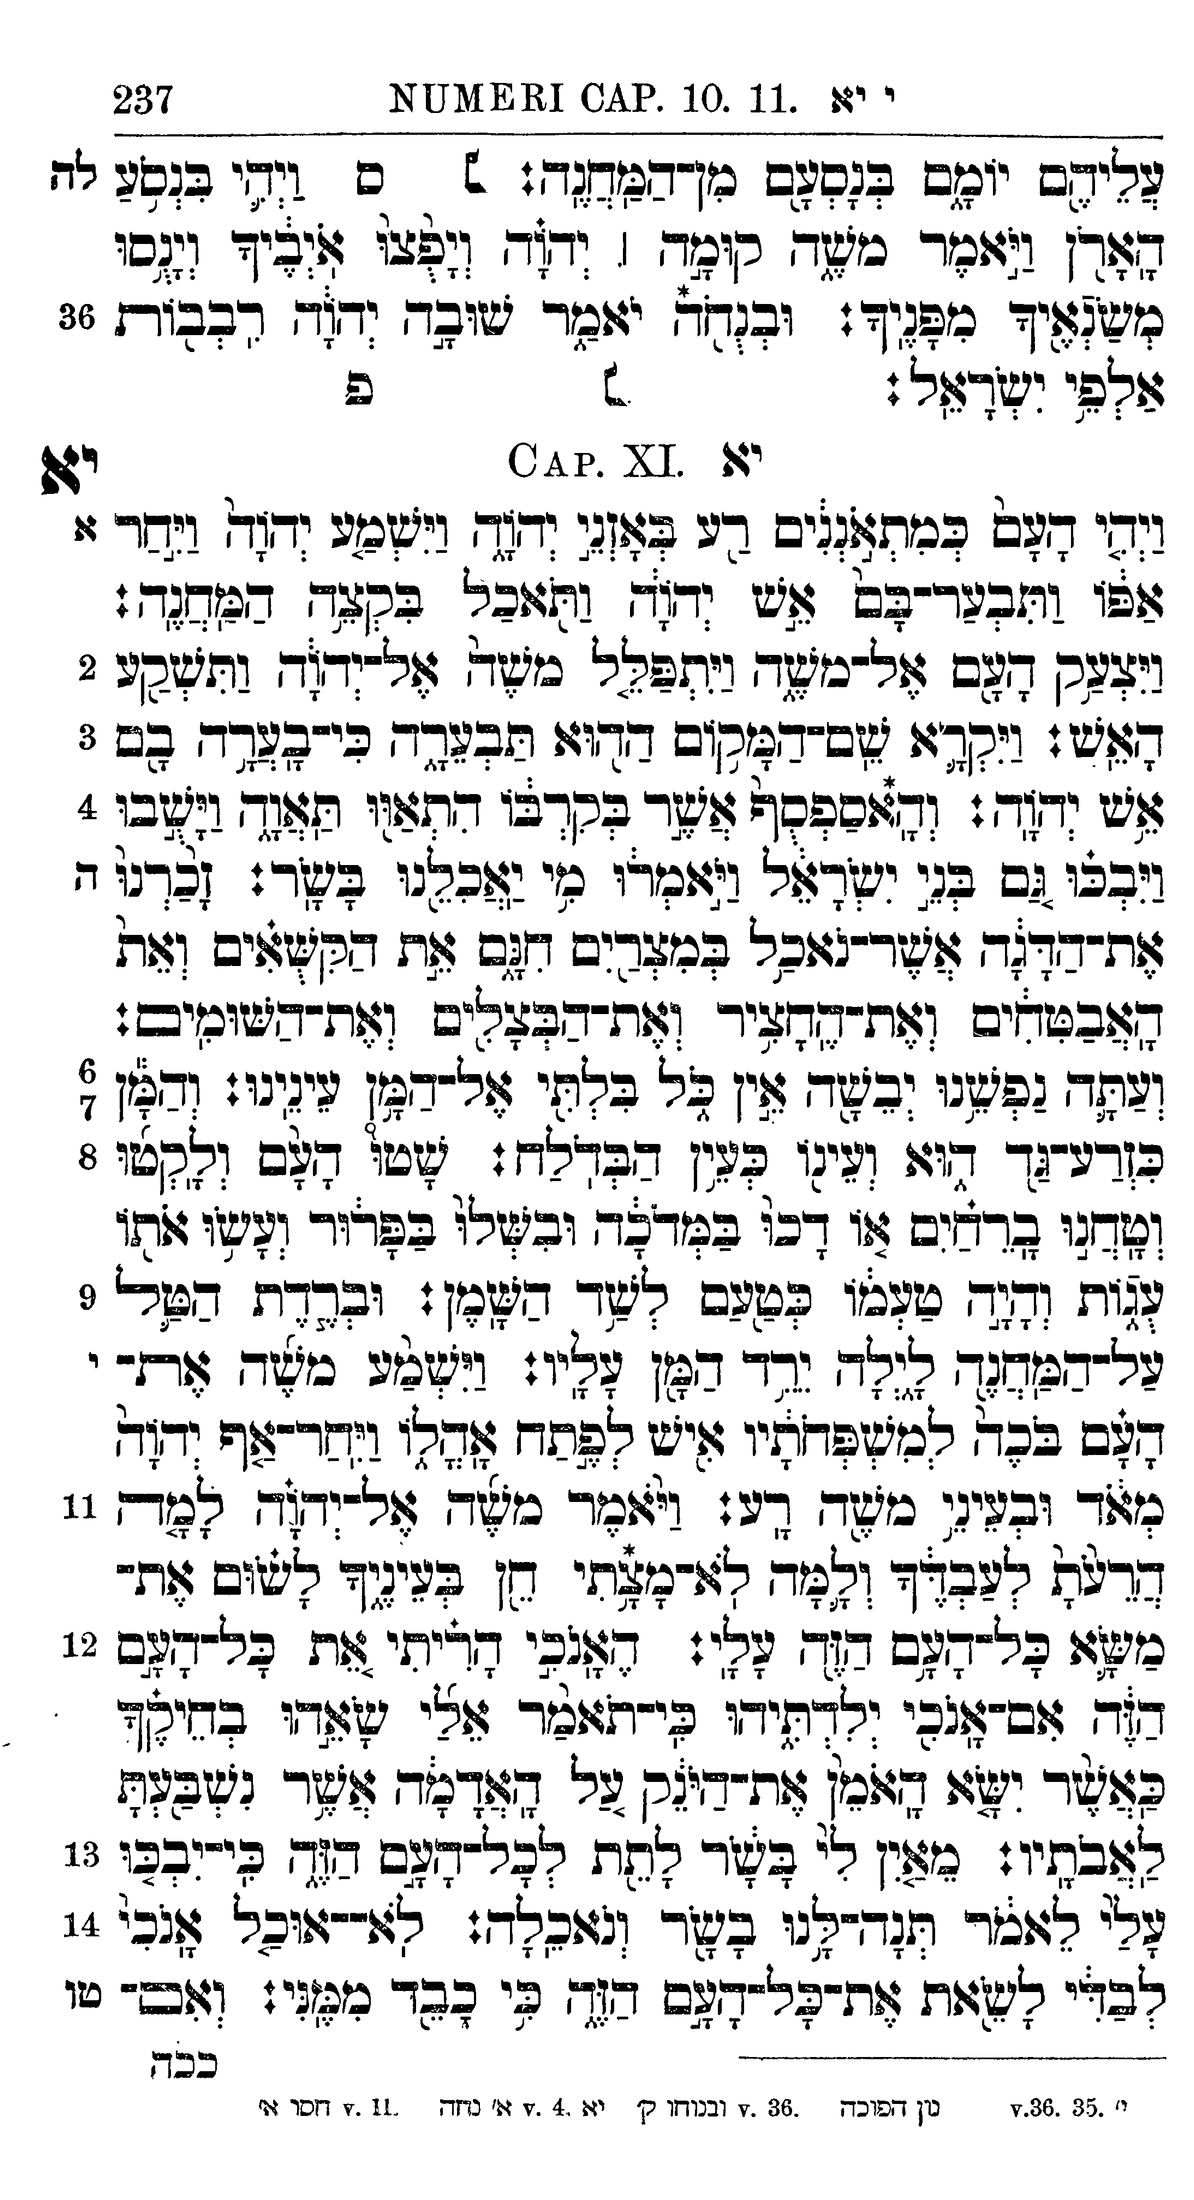 237 NUMERI CAP. 10. 11. י יא
עֲלֵיהֶ֖ם יוֹמָ֑ם בְּנָסְעָ֖ם מִן־הַֽמַּחֲנֶֽה׃ ׆ ס וַיְהִ֛י בִּנְסֹ֥עַ לה
הָאָרֹ֖ן וַיֹּ֣אמֶר מֹשֶׁ֑ה קוּמָ֣ה ׀ יְהוָ֗ה וְיָפֻ֙צוּ֙ אֹֽיְבֶ֔יךָ וְיָנֻ֥סוּ
מְשַׂנְאֶ֖יךָ מִפָּנֶֽיךָ׃ וּבְנֻחֹ֖ה* יֹאמַ֑ר שׁוּבָ֣ה יְהוָ֔ה רִֽבְב֖וֹת 36
אַלְפֵ֥י יִשְׂרָאֵֽל׃ ׆ פ
CAP. XI. יא יא
וַיְהִ֤י הָעָם֙ כְּמִתְאֹ֣נְנִ֔ים רַ֖ע בְּאָזְנֵ֣י יְהוָ֑ה וַיִּשְׁמַ֤ע יְהוָה֙ וַיִּ֣חַר א
אַפּ֔וֹ וַתִּבְעַר־בָּם֙ אֵ֣שׁ יְהוָ֔ה וַתֹּ֖אכַל בִּקְצֵ֥ה הַֽמַּחֲנֶֽה׃
וַיִּצְעַ֥ק הָעָ֖ם אֶל־מֹשֶׁ֑ה וַיִּתְפַּלֵּ֤ל מֹשֶׁה֙ אֶל־יְהוָ֔ה וַתִּשְׁקַ֖ע 2
הָאֵֽשׁ׃ וַיִּקְרָ֛א שֵֽׁם־הַמָּק֥וֹם הַה֖וּא תַּבְעֵרָ֑ה כִּֽי־בָעֲרָ֥ה בָ֖ם 3
אֵ֥שׁ יְהוָֽה׃ וְהָֽאסַפְסֻף֙* אֲשֶׁ֣ר בְּקִרְבּ֔וֹ הִתְאַוּ֖וּ תַּאֲוָ֑ה וַיָּשֻׁ֣בוּ 4
וַיִּבְכּ֗וּ גַּ֚ם בְּנֵ֣י יִשְׂרָאֵ֔ל וַיֹּ֣אמְר֔וּ מִ֥י יַאֲכִלֵ֖נוּ בָּשָֽׂר׃ זָכַ֙רְנוּ֙ ה
אֶת־הַדָּגָ֔ה אֲשֶׁר־נֹאכַ֥ל בְּמִצְרַ֖יִם חִנָּ֑ם אֵ֣ת הַקִּשֻּׁאִ֗ים וְאֵת֙
הָֽאֲבַטִּחִ֔ים וְאֶת־הֶחָצִ֥יר וְאֶת־הַבְּצָלִ֖ים וְאֶת־הַשּׁוּמִֽים׃
וְעַתָּ֛ה נַפְשֵׁ֥נוּ יְבֵשָׁ֖ה אֵ֣ין כֹּ֑ל בִּלְתִּ֖י אֶל־הַמָּ֥ן עֵינֵֽינוּ׃ וְהַמָּ֕ן 6 7
כִּזְרַע־גַּ֖ד ה֑וּא וְעֵינ֖וֹ כְּעֵ֥ין הַבְּדֹֽלַח׃ שָׁטוּ֩ הָעָ֨ם וְלָֽקְט֜וּ 8
וְטָֽחֲנ֣וּ בָֽרֵחַ֗יִם א֤וֹ דָכוּ֙ בַּמְּדֹכָ֔ה וּבִשְּׁלוּ֙ בַּפָּר֔וּר וְעָשׂ֥וּ אֹת֖וֹ
עֻג֑וֹת וְהָיָ֣ה טַעְמ֔וֹ כְּטַ֖עַם לְשַׁ֥ד הַשָּֽׁמֶן׃ וּבְרֶ֧דֶת הַטַּ֛ל 9
עַל־הַֽמַּחֲנֶ֖ה לָ֑יְלָה יֵרֵ֥ד הַמָּ֖ן עָלָֽיו׃ וַיִּשְׁמַ֨ע מֹשֶׁ֜ה אֶת־ י
הָעָ֗ם בֹּכֶה֙ לְמִשְׁפְּחֹתָ֔יו אִ֖ישׁ לְפֶ֣תַח אָהֳל֑וֹ וַיִּֽחַר־אַ֤ף יְהוָה֙
מְאֹ֔ד וּבְעֵינֵ֥י מֹשֶׁ֖ה רָֽע׃ וַיֹּ֨אמֶר מֹשֶׁ֜ה אֶל־יְהוָ֗ה לָמָ֤ה 11
הֲרֵעֹ֙תָ֙ לְעַבְדֶּ֔ךָ וְלָ֛מָּה לֹֽא־מָצָ֥תִי* חֵ֖ן בְּעֵינֶ֑יךָ לָשׂ֗וּם אֶת־
מַשָּׂ֛א כָּל־הָעָ֥ם הַזֶּ֖ה עָלָֽי׃ הֶאָנֹכִ֣י הָרִ֗יתִי אֵ֚ת כָּל־הָעָ֣ם 12
הַזֶּ֔ה אִם־אָנֹכִ֖י יְלִדְתִּ֑יהוּ כִּֽי־תֹאמַ֨ר אֵלַ֜י שָׂאֵ֣הוּ בְחֵיקֶ֗ךָ
כַּאֲשֶׁ֨ר יִשָּׂ֤א הָאֹמֵן֙ אֶת־הַיֹּנֵ֔ק עַ֚ל הָֽאֲדָמָ֔ה אֲשֶׁ֥ר נִשְׁבַּ֖עְתָּ
לַאֲבֹתָֽיו׃ מֵאַ֤יִן לִי֙ בָּשָׂ֔ר לָתֵ֖ת לְכָל־הָעָ֣ם הַזֶּ֑ה כִּֽי־יִבְכּ֤וּ 13
עָלַי֙ לֵאמֹ֔ר תְּנָה־לָּ֥נוּ בָשָׂ֖ר וְנֹאכֵֽלָה׃ לֹֽא־אוּכַ֤ל אָנֹכִי֙ 14
לְבַדִּ֔י לָשֵׂ֖את אֶת־כָּל־הָעָ֣ם הַזֶּ֑ה כִּ֥י כָבֵ֖ד מִמֶּֽנִּי׃ וְאִם־ טו
ככה
י׳ v.36. 35. נון הפוכה v. 36. ובנוחו ק׳ יא v. 4. א׳ נחה v. 11. חסר א׳